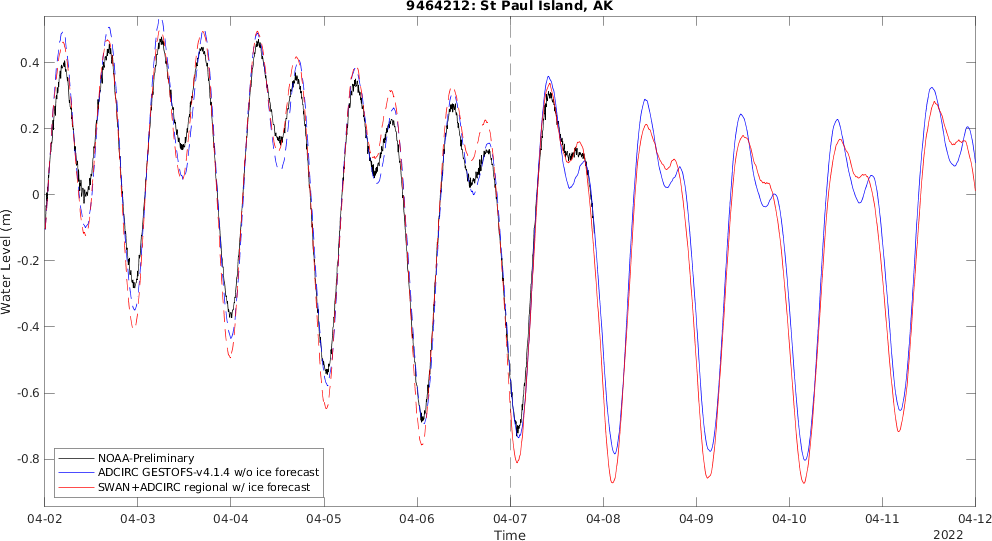 9464212: St Paul Island, AK
0.4
0.2
0
-0.2
-0.4
-0.6
-0.8
Water Level (m)
NOAA-Preliminary
ADCIRC GESTOFS-v4.1.4 w/o ice forecast
SWAN+ADCIRC regional w/ ice forecast
04-02 04-03 04-04 04-05 04-06 04-07 04-08 04-09 04-10 04-11 04-12
Time
2022